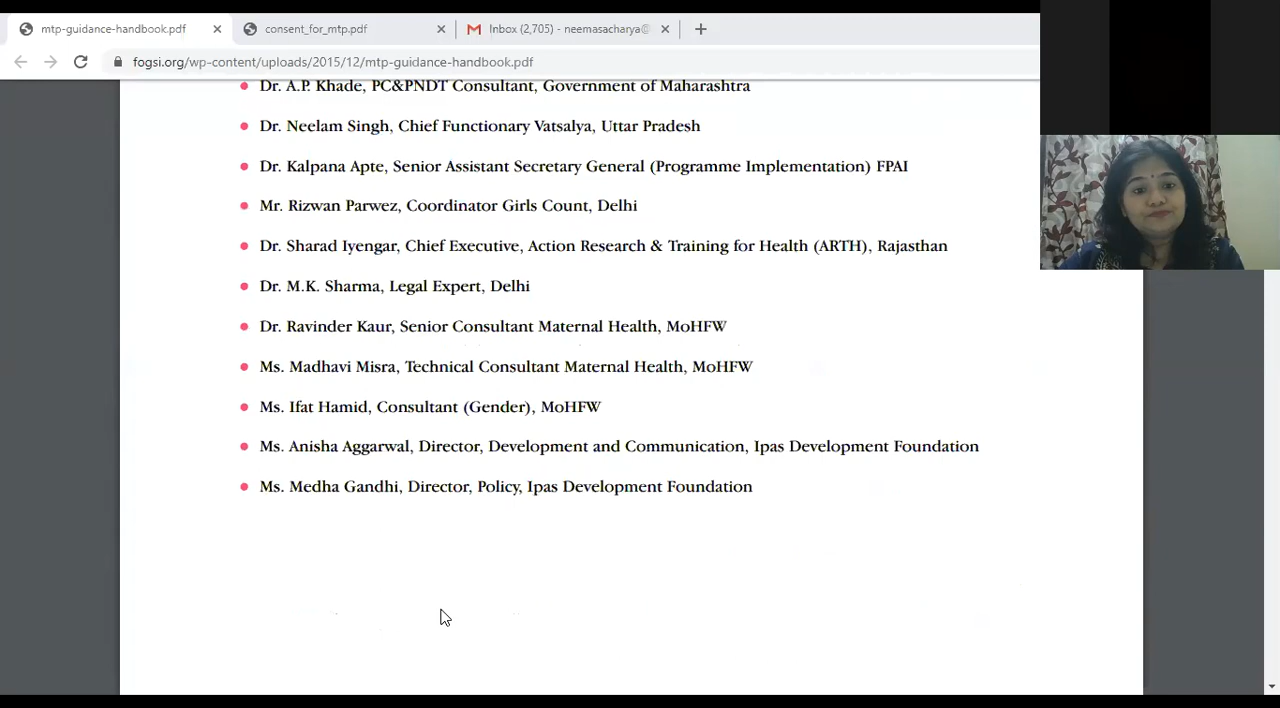 mtp-guidance-handbook.pdf
consent_for_mtp.pdf
Inbox (2,705) - neemasacharya@
fogsi.org/wp-content/uploads/2015/12/mtp-guidance-handbook.pdf
Dr. A.P. Khade, PC&PNDT Consultant, Government of Maharashtra
Dr. Neelam Singh, Chief Functionary Vatsalya, Uttar Pradesh
Dr. Kalpana Apte, Senior Assistant Secretary General (Programme Implementation) FPAI
Mr. Rizwan Parwez, Coordinator Girls Count, Delhi
Dr. Sharad Iyengar, Chief Executive, Action Research & Training for Health (ARTH), Rajasthan
Dr. M.K. Sharma, Legal Expert, Delhi
Dr. Ravinder Kaur, Senior Consultant Maternal Health, MoHFW
Ms. Madhavi Misra, Technical Consultant Maternal Health, MoHFW
Ms. Ifat Hamid, Consultant (Gender), MoHFW
Ms. Anisha Aggarwal, Director, Development and Communication, Ipas Development Foundation
Ms. Medha Gandhi, Director, Policy, Ipas Development Foundation